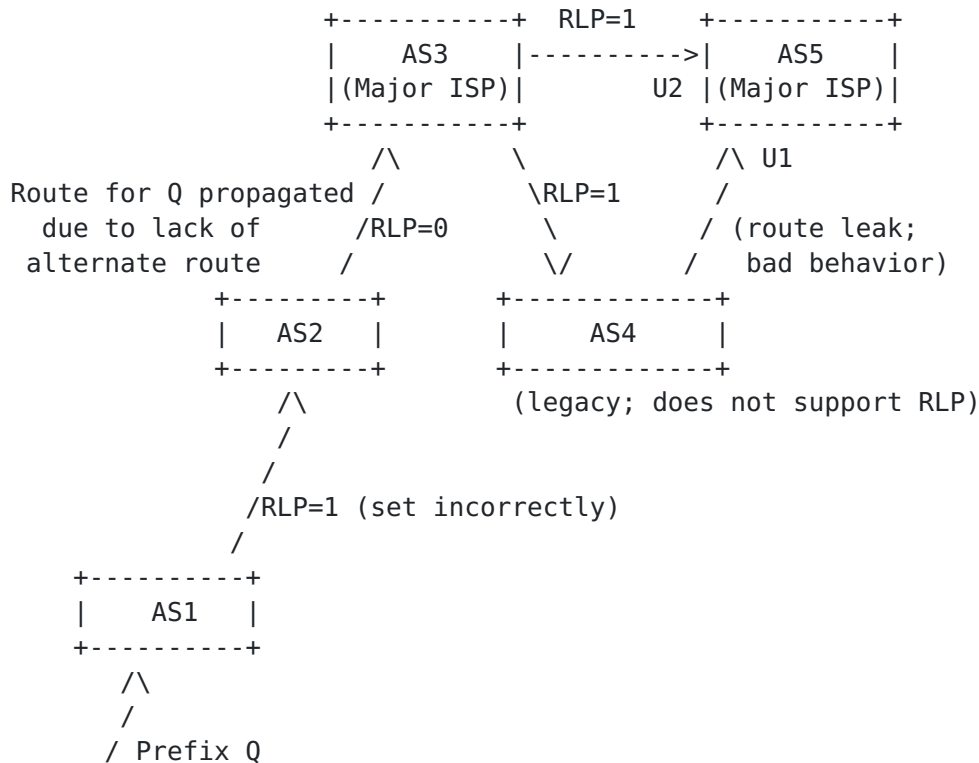 +-----------+  RLP=1    +-----------+
|    AS3    |---------->|    AS5    |
|(Major ISP)|        U2 |(Major ISP)|
+-----------+           +-----------+
/\       \            /\ U1
Route for Q propagated /         \RLP=1      /
due to lack of      /RLP=0      \         / (route leak;
alternate route     /            \/       /   bad behavior)
+---------+       +-------------+
|   AS2   |       |     AS4     |
+---------+       +-------------+
/\             (legacy; does not support RLP)
/
/
/RLP=1 (set incorrectly)
/
+----------+
|    AS1   |
+----------+
/\
/
/ Prefix Q